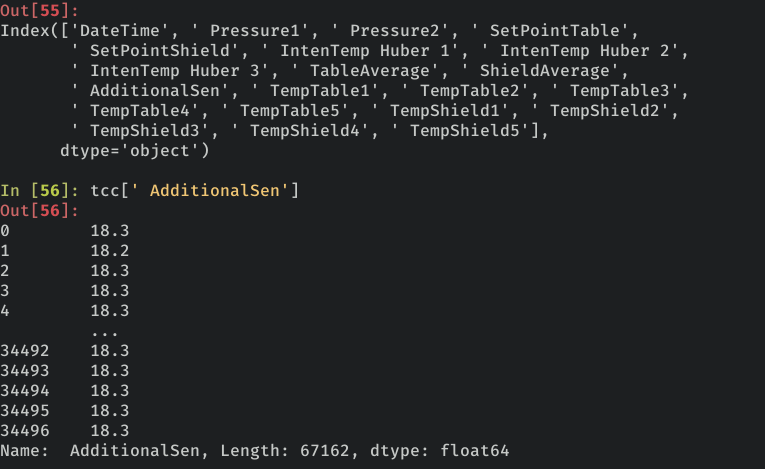 Out[55]:
Index(['DateTime', ' Pressure1', ' Pressure2', ' SetPointTable',
       ' SetPointShield', ' IntenTemp Huber 1', ' IntenTemp Huber 2',
       ' IntenTemp Huber 3', ' TableAverage', ' ShieldAverage',
       ' AdditionalSen', ' TempTable1', ' TempTable2', ' TempTable3',
       ' TempTable4', ' TempTable5', ' TempShield1', ' TempShield2',
       ' TempShield3', ' TempShield4', ' TempShield5'],
      dtype='object')
In [56]: tcc[' AdditionalSen']
Out[56]:
0        18.3
1        18.2
2        18.3
3        18.3
4        18.3
         ...
34492    18.3
34493    18.3
34494    18.3
34495    18.3
34496    18.3
Name:  AdditionalSen, Length: 67162, dtype: float64